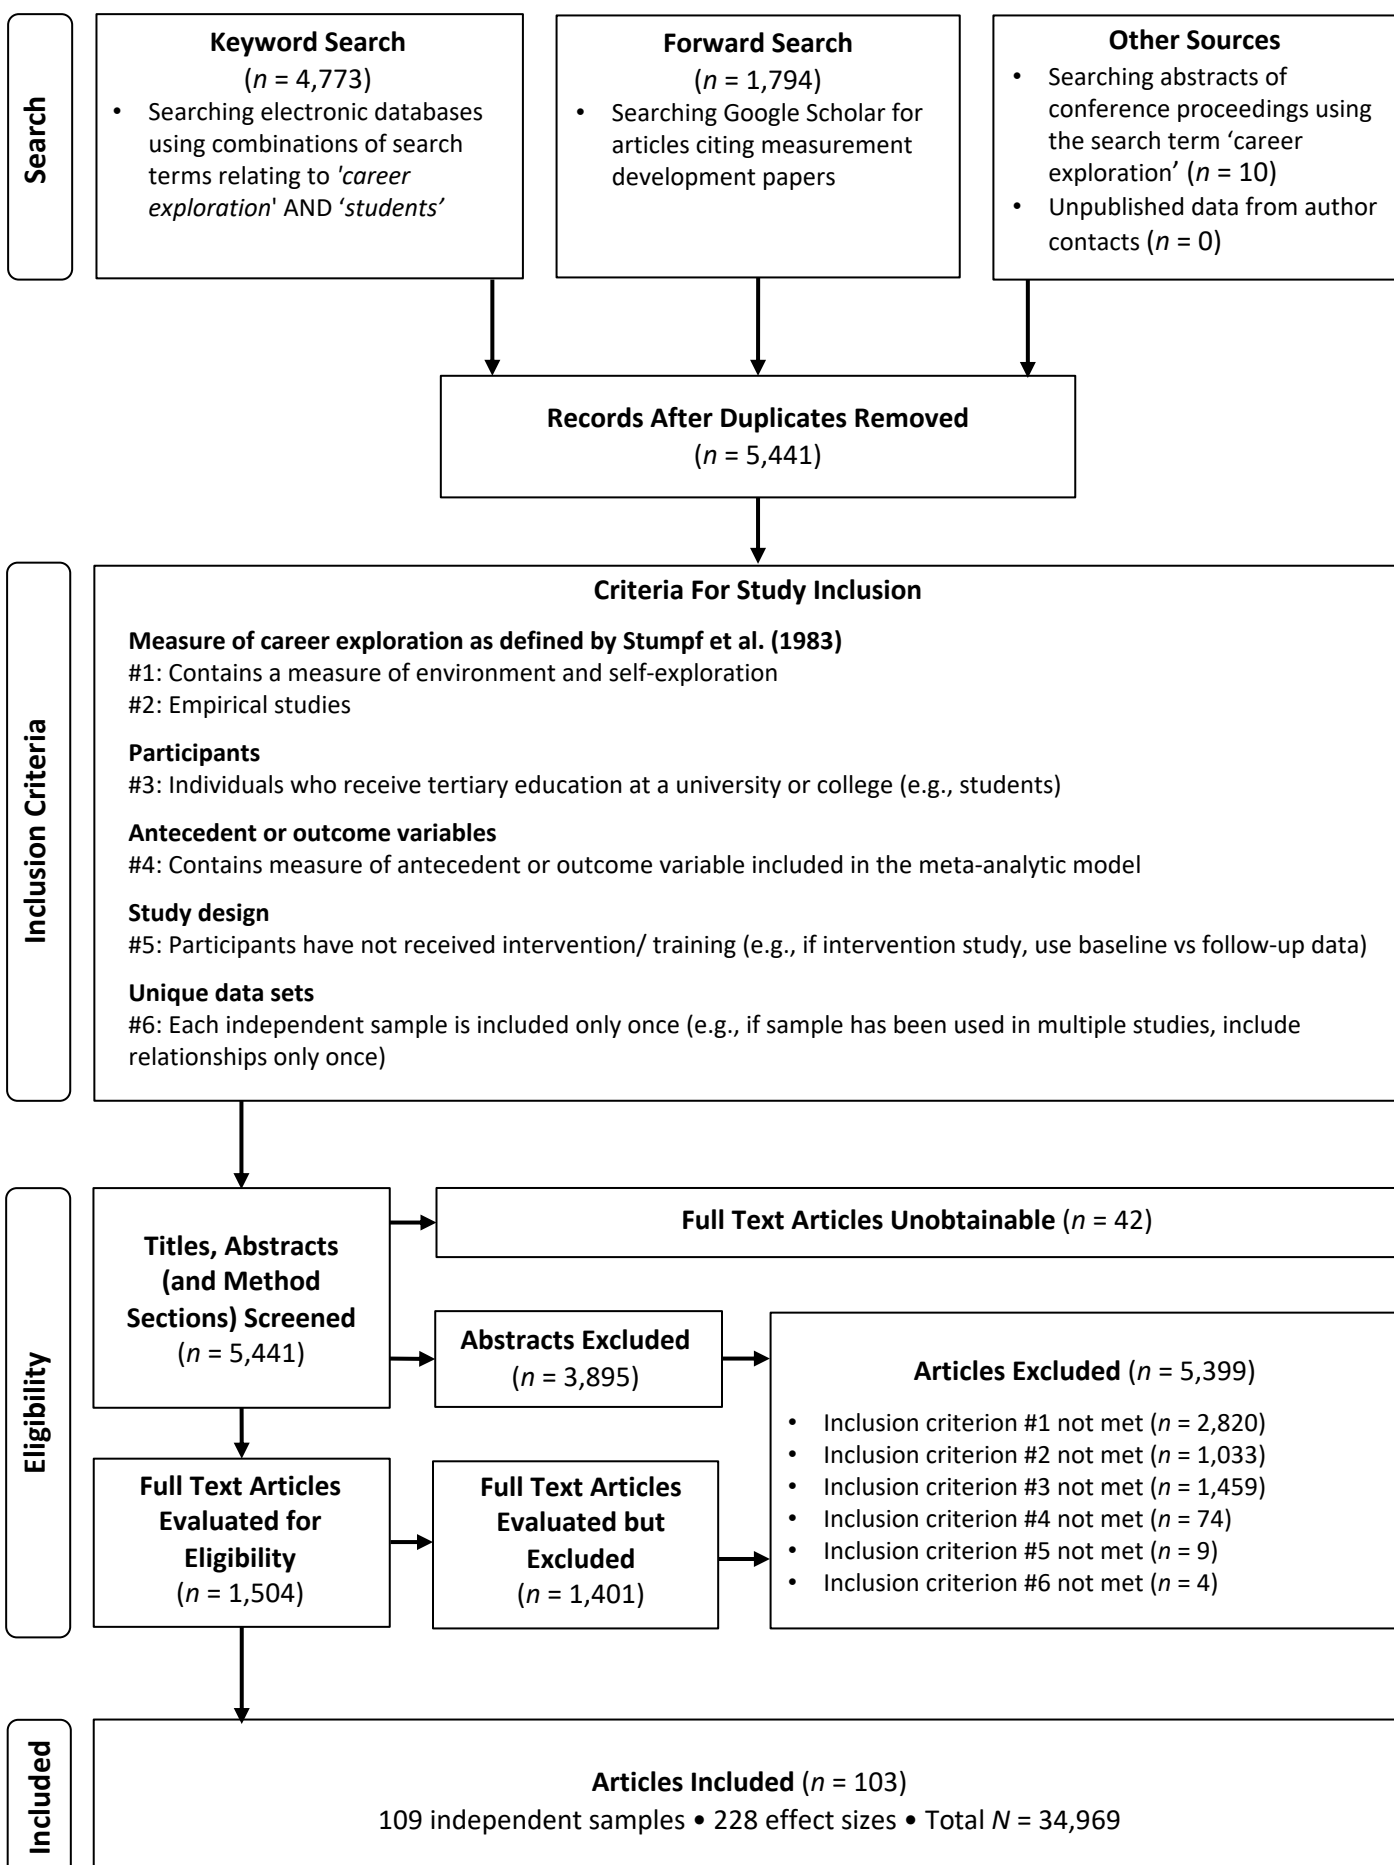 Search
Keyword Search
(n = 4,773)
• Searching electronic databases
using combinations of search
terms relating to 'career
exploration' AND ‘students’
Forward Search
(n = 1,794)
• Searching Google Scholar for
articles citing measurement
development papers
Other Sources
• Searching abstracts of
conference proceedings using
the search term ‘career
exploration’ (n = 10)
• Unpublished data from author
contacts (n = 0)
Records After Duplicates Removed
(n = 5,441)
Inclusion Criteria
Criteria For Study Inclusion
Measure of career exploration as defined by Stumpf et al. (1983)
#1: Contains a measure of environment and self-exploration
#2: Empirical studies
Participants
#3: Individuals who receive tertiary education at a university or college (e.g., students)
Antecedent or outcome variables
#4: Contains measure of antecedent or outcome variable included in the meta-analytic model
Study design
#5: Participants have not received intervention/ training (e.g., if intervention study, use baseline vs follow-up data)
Unique data sets
#6: Each independent sample is included only once (e.g., if sample has been used in multiple studies, include
relationships only once)
Eligibility
Titles, Abstracts
(and Method
Sections) Screened
(n = 5,441)
Full Text Articles Unobtainable (n = 42)
Abstracts Excluded
(n = 3,895)
Full Text Articles
Evaluated for
Eligibility
(n = 1,504)
Full Text Articles
Evaluated but
Excluded
(n = 1,401)
Articles Excluded (n = 5,399)
• Inclusion criterion #1 not met (n = 2,820)
• Inclusion criterion #2 not met (n = 1,033)
• Inclusion criterion #3 not met (n = 1,459)
• Inclusion criterion #4 not met (n = 74)
• Inclusion criterion #5 not met (n = 9)
• Inclusion criterion #6 not met (n = 4)
Included
Articles Included (n = 103)
109 independent samples • 228 effect sizes • Total N = 34,969